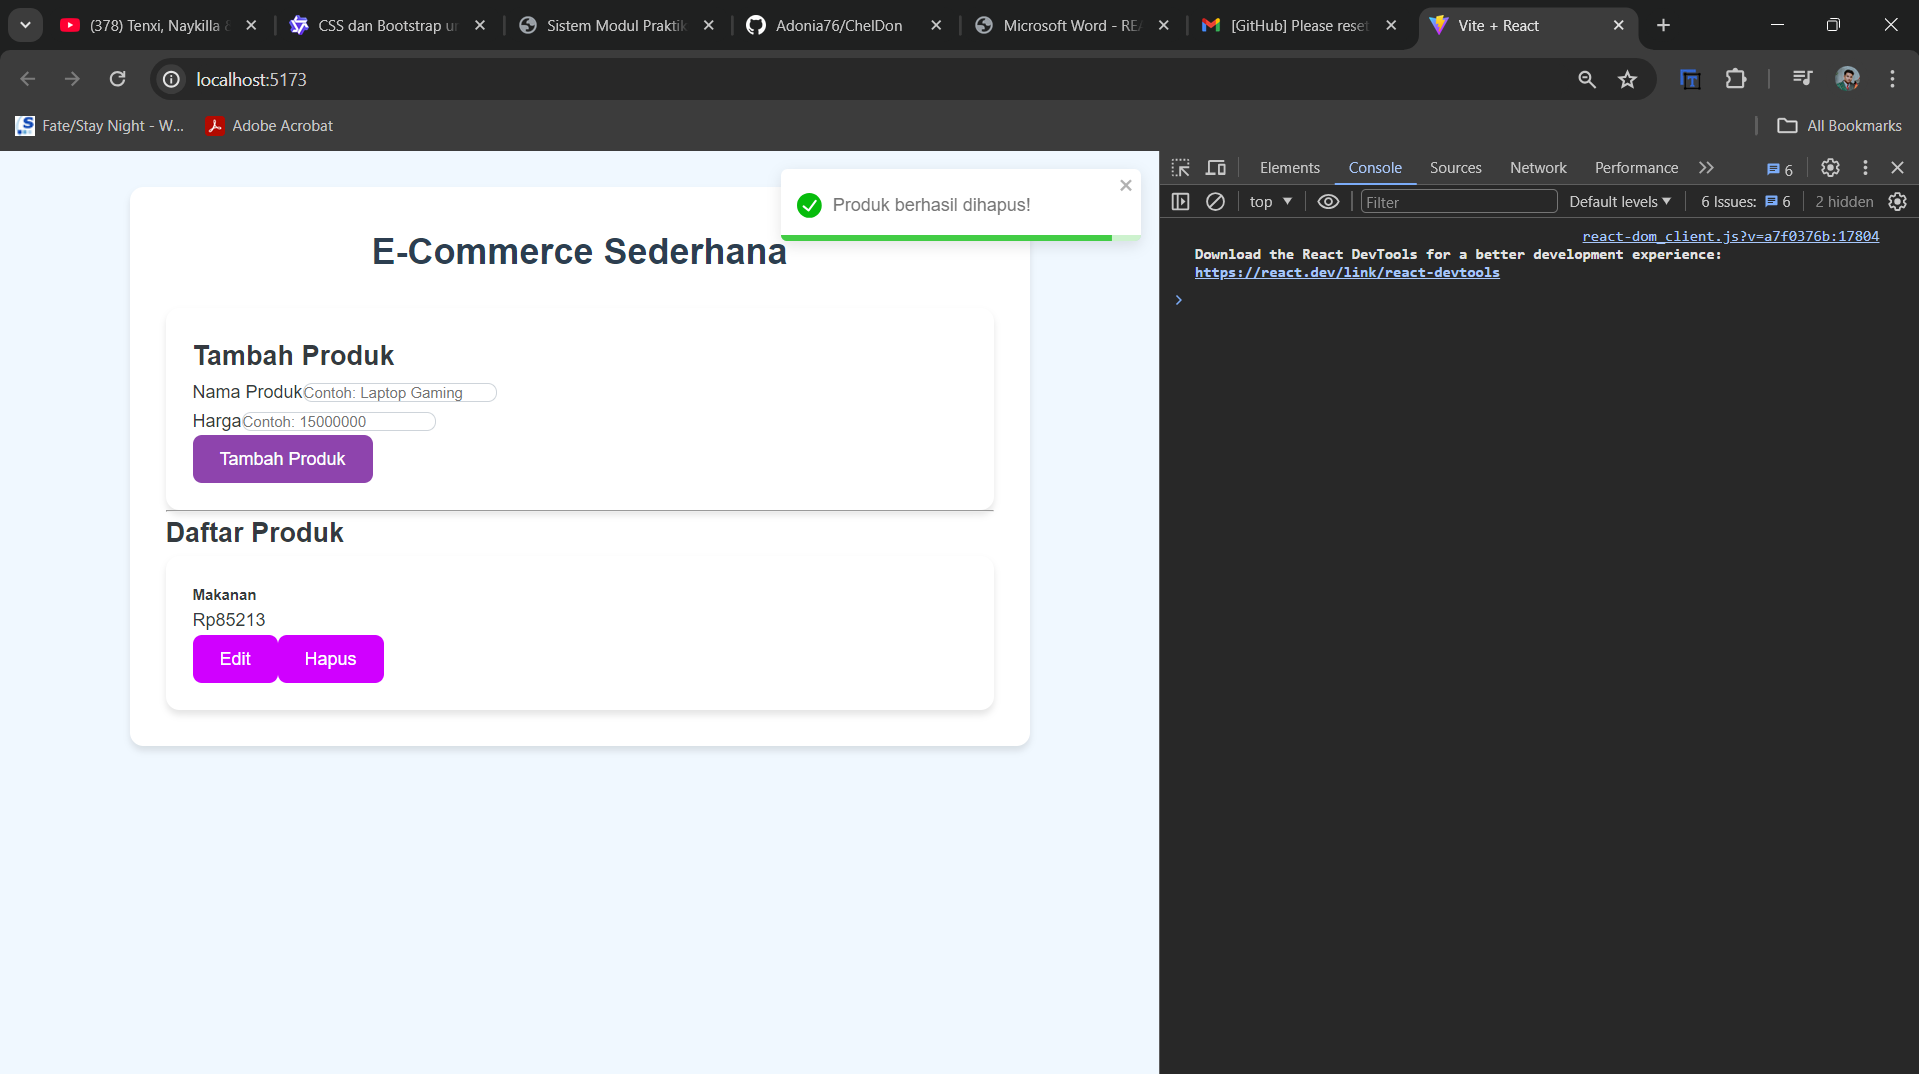 (378) Tenxi, Naykilla &
CSS dan Bootstrap un
Sistem Modul Praktik
Adonia76/ChelDon
Microsoft Word - REA
[GitHub] Please reset
Vite + React
localhost:5173
Fate/Stay Night - W...
Adobe Acrobat
All Bookmarks
Produk berhasil dihapus!
E-Commerce Sederhana
Tambah Produk
Nama Produk
Contoh: Laptop Gaming
Harga
Contoh: 15000000
Tambah Produk
Daftar Produk
Makanan
Rp85213
Edit
Hapus
Elements
Console
Sources
Network
Performance
6
top
Filter
Default levels
6 Issues:
6
2 hidden
react-dom_client.js?v=a7f0376b:17804
Download the React DevTools for a better development experience:
https://react.dev/link/react-devtools